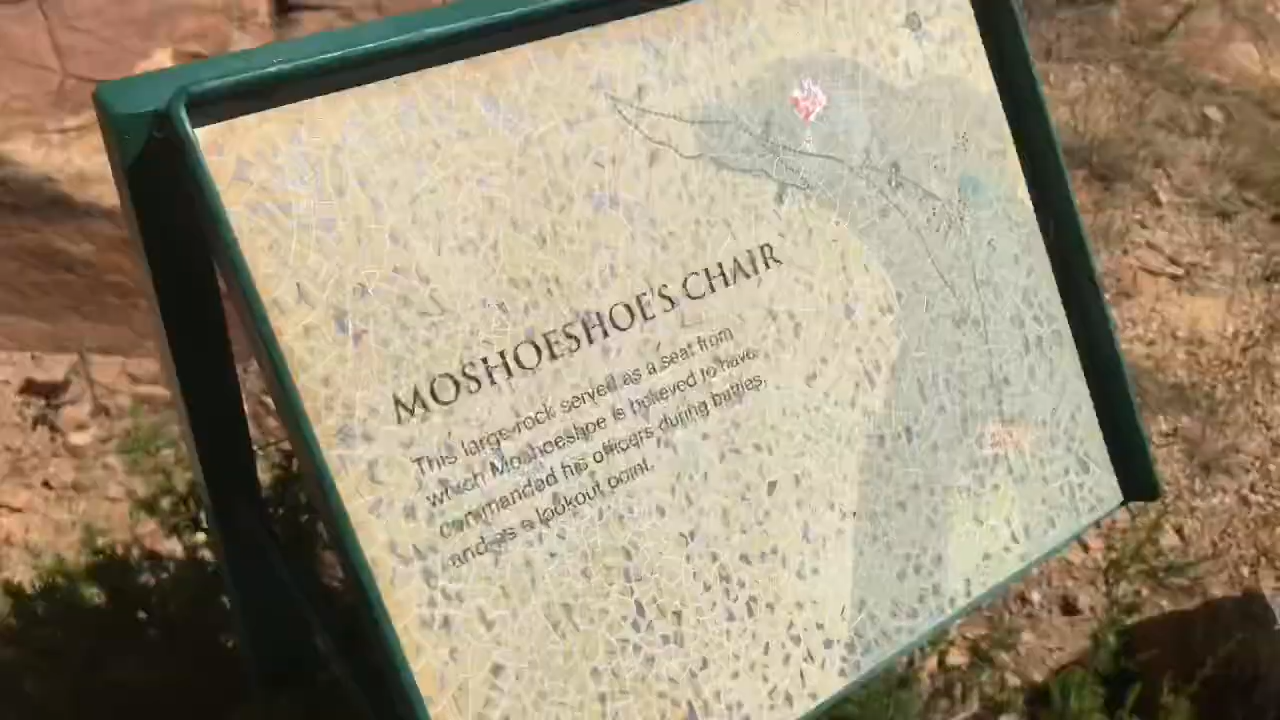 MOSHOESHOE'S CHAIR
This large rock served as a seat from
which Moshoeshoe is believed to have
commanded his officers during battles,
and as a lookout point.